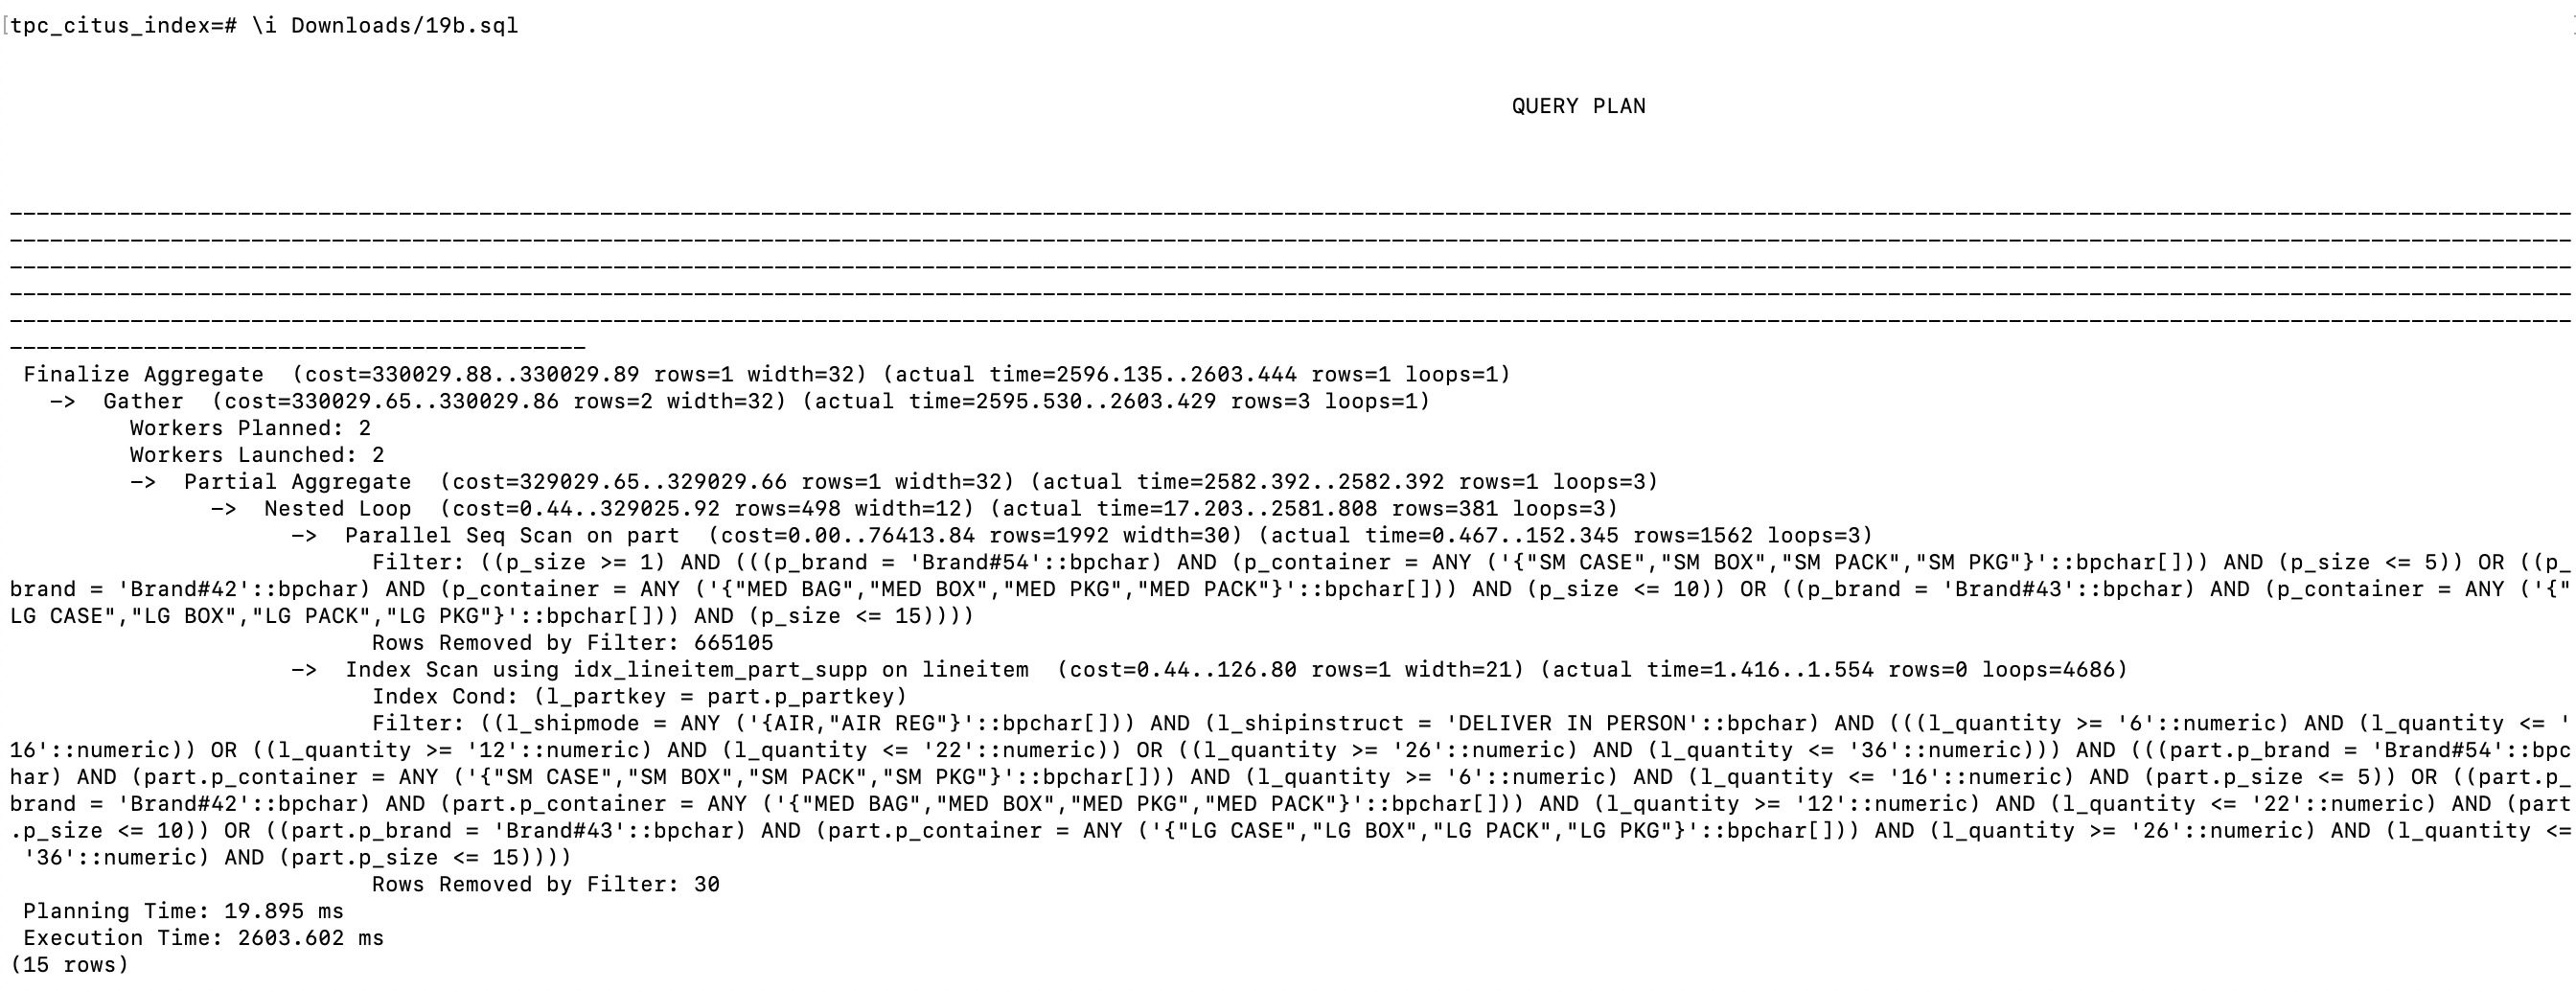 [tpc_citus_index=# \i Downloads/19b.sql ]
QUERY PLAN
------------------------------------------------------------------------------------------------------------------------------------------------------------------------------------------------
------------------------------------------------------------------------------------------------------------------------------------------------------------------------------------------------
------------------------------------------------------------------------------------------------------------------------------------------------------------------------------------------------
------------------------------------------------------------------------------------------------------------------------------------------------------------------------------------------------
------------------------------------------------------------------------------------------------------------------------------------------------------------------------------------------------
-------------------------------------------
 Finalize Aggregate  (cost=330029.88..330029.89 rows=1 width=32) (actual time=2596.135..2603.444 rows=1 loops=1)
   ->  Gather  (cost=330029.65..330029.86 rows=2 width=32) (actual time=2595.530..2603.429 rows=3 loops=1)
         Workers Planned: 2
         Workers Launched: 2
         ->  Partial Aggregate  (cost=329029.65..329029.66 rows=1 width=32) (actual time=2582.392..2582.392 rows=1 loops=3)
               ->  Nested Loop  (cost=0.44..329025.92 rows=498 width=12) (actual time=17.203..2581.808 rows=381 loops=3)
                     ->  Parallel Seq Scan on part  (cost=0.00..76413.84 rows=1992 width=30) (actual time=0.467..152.345 rows=1562 loops=3)
                           Filter: ((p_size >= 1) AND (((p_brand = 'Brand#54'::bpchar) AND (p_container = ANY ('{"SM CASE","SM BOX","SM PACK","SM PKG"}'::bpchar[])) AND (p_size <= 5)) OR ((p_
brand = 'Brand#42'::bpchar) AND (p_container = ANY ('{"MED BAG","MED BOX","MED PKG","MED PACK"}'::bpchar[])) AND (p_size <= 10)) OR ((p_brand = 'Brand#43'::bpchar) AND (p_container = ANY ('{"
LG CASE","LG BOX","LG PACK","LG PKG"}'::bpchar[])) AND (p_size <= 15))))
                           Rows Removed by Filter: 665105
                     ->  Index Scan using idx_lineitem_part_supp on lineitem  (cost=0.44..126.80 rows=1 width=21) (actual time=1.416..1.554 rows=0 loops=4686)
                           Index Cond: (l_partkey = part.p_partkey)
                           Filter: ((l_shipmode = ANY ('{AIR,"AIR REG"}'::bpchar[])) AND (l_shipinstruct = 'DELIVER IN PERSON'::bpchar) AND (((l_quantity >= '6'::numeric) AND (l_quantity <= '
16'::numeric)) OR ((l_quantity >= '12'::numeric) AND (l_quantity <= '22'::numeric)) OR ((l_quantity >= '26'::numeric) AND (l_quantity <= '36'::numeric))) AND (((part.p_brand = 'Brand#54'::bpc
har) AND (part.p_container = ANY ('{"SM CASE","SM BOX","SM PACK","SM PKG"}'::bpchar[])) AND (l_quantity >= '6'::numeric) AND (l_quantity <= '16'::numeric) AND (part.p_size <= 5)) OR ((part.p_
brand = 'Brand#42'::bpchar) AND (part.p_container = ANY ('{"MED BAG","MED BOX","MED PKG","MED PACK"}'::bpchar[])) AND (l_quantity >= '12'::numeric) AND (l_quantity <= '22'::numeric) AND (part
.p_size <= 10)) OR ((part.p_brand = 'Brand#43'::bpchar) AND (part.p_container = ANY ('{"LG CASE","LG BOX","LG PACK","LG PKG"}'::bpchar[])) AND (l_quantity >= '26'::numeric) AND (l_quantity <=
 '36'::numeric) AND (part.p_size <= 15))))
                           Rows Removed by Filter: 30
 Planning Time: 19.895 ms
 Execution Time: 2603.602 ms
(15 rows)